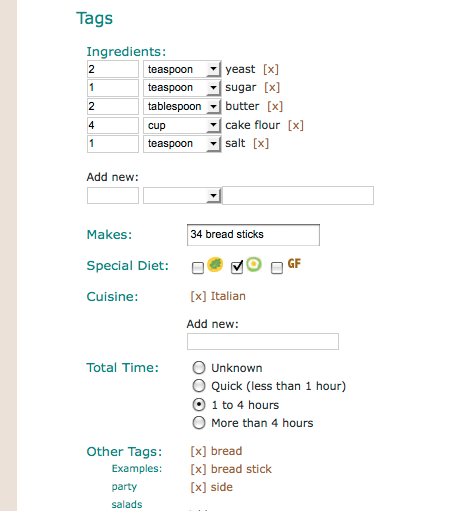 Tags
Ingredients:
2 teaspoon yeast [x]
1 teaspoon sugar [x]
2 tablespoon butter [x]
4 cup cake flour [x]
1 teaspoon salt [x]
Add new:
Makes: 34 bread sticks
Special Diet: GF
Cuisine: [x] Italian
Add new:
Total Time: Unknown
Quick (less than 1 hour)
1 to 4 hours
More than 4 hours
Other Tags: [x] bread
Examples: [x] bread stick
party [x] side
salads